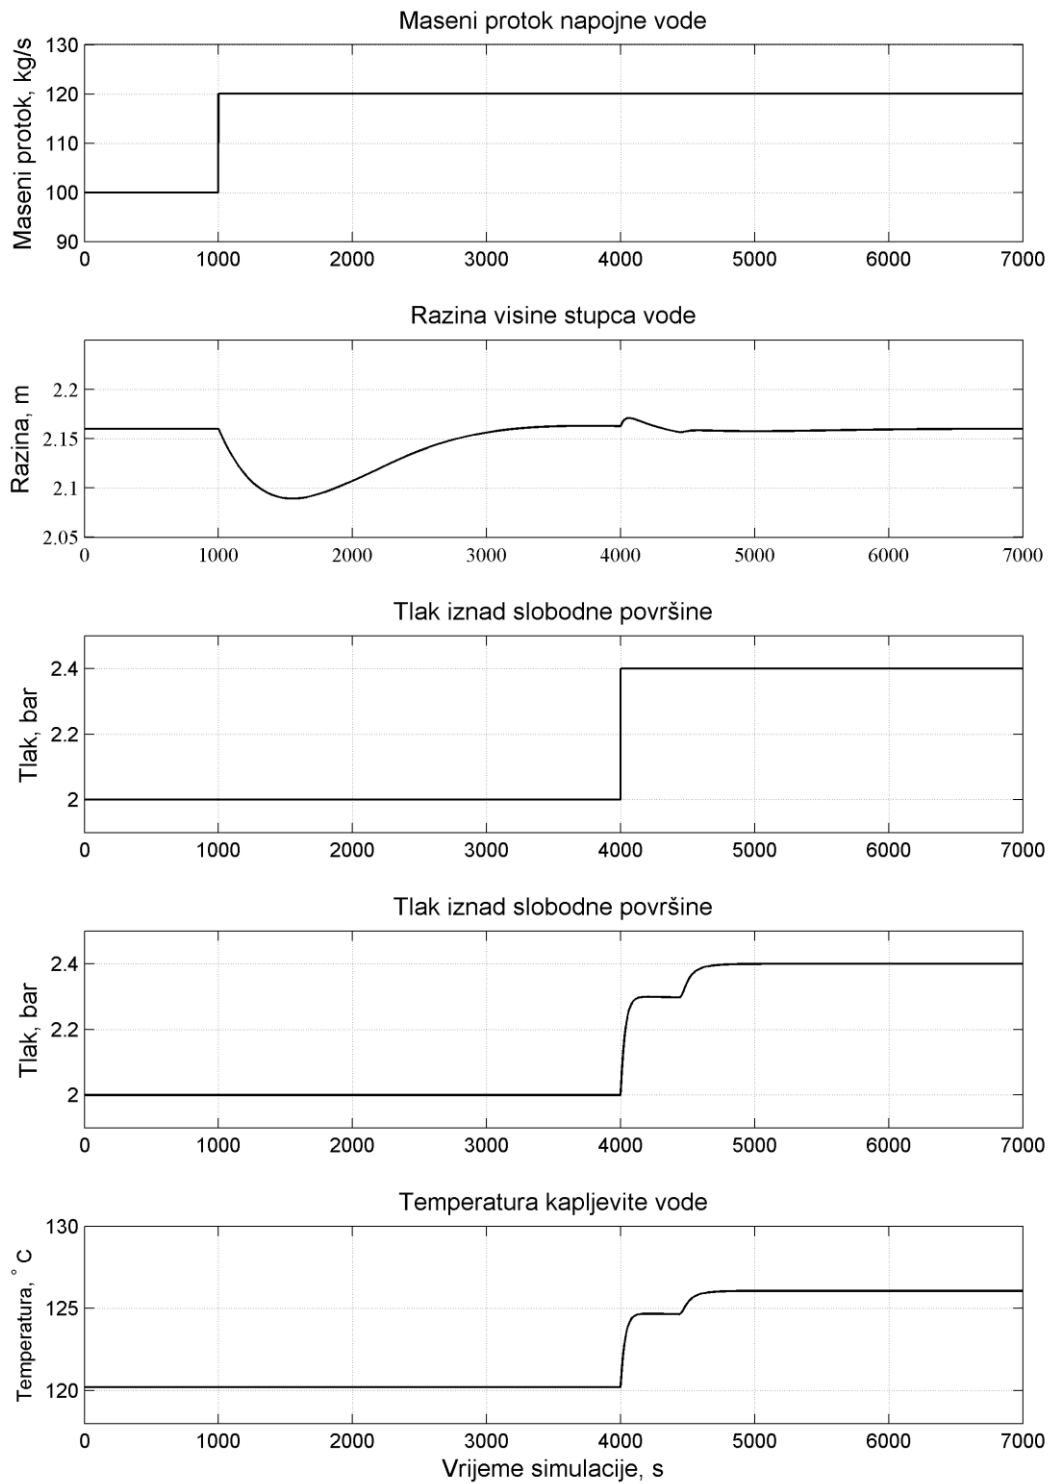 Maseni protok napojne vode
Maseni protok, kg/s
130
120
110
100
90
0 1000 2000 3000 4000 5000 6000 7000
Razina visine stupca vode
Razina, m
2.2
2.15
2.1
2.05
0 1000 2000 3000 4000 5000 6000 7000
Tlak iznad slobodne površine
Tlak, bar
2.4
2.2
2
0 1000 2000 3000 4000 5000 6000 7000
Tlak iznad slobodne površine
Tlak, bar
2.4
2.2
2
0 1000 2000 3000 4000 5000 6000 7000
Temperatura kapljevite vode
Temperatura, ° C
130
125
120
0 1000 2000 3000 4000 5000 6000 7000
Vrijeme simulacije, s